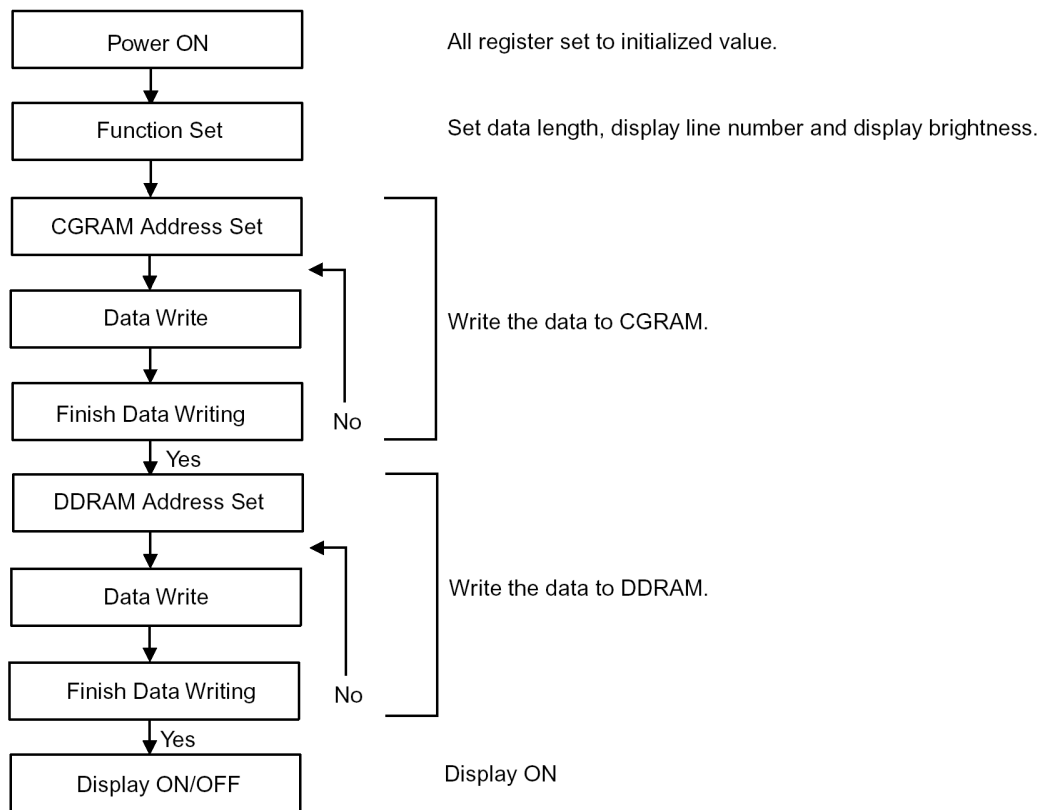 Power ON
All register set to initialized value.
Function Set
Set data length, display line number and display brightness.
CGRAM Address Set
Data Write
Write the data to CGRAM.
Finish Data Writing
No
Yes
DDRAM Address Set
Data Write
Write the data to DDRAM.
Finish Data Writing
No
Yes
Display ON/OFF
Display ON